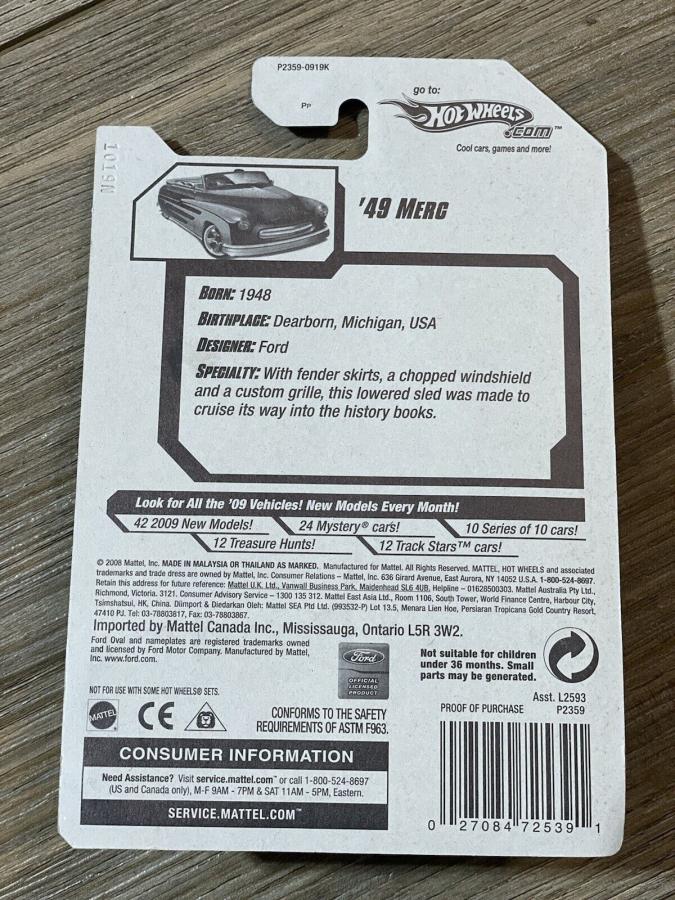 P2359-0919K
PP
go to:
HOT WHEELS
.COM™
Cool cars, games and more!
1019N
'49 MERC
BORN: 1948
BIRTHPLACE: Dearborn, Michigan, USA
DESIGNER: Ford
SPECIALTY: With fender skirts, a chopped windshield
and a custom grille, this lowered sled was made to
cruise its way into the history books.
Look for All the '09 Vehicles! New Models Every Month!
42 2009 New Models! 24 Mystery® cars! 10 Series of 10 cars!
12 Treasure Hunts! 12 Track Stars™ cars!
© 2008 Mattel, Inc. MADE IN MALAYSIA OR THAILAND AS MARKED. Manufactured for Mattel. All Rights Reserved. MATTEL, HOT WHEELS and associated
trademarks and trade dress are owned by Mattel, Inc. Consumer Relations – Mattel, Inc. 636 Girard Avenue, East Aurora, NY 14052 U.S.A. 1-800-524-8697.
Retain this address for future reference: Mattel U.K. Ltd., Vanwall Business Park, Maidenhead SL6 4UB. Helpline – 01628500303. Mattel Australia Pty Ltd.,
Richmond, Victoria. 3121. Consumer Advisory Service – 1300 135 312. Mattel East Asia Ltd., Room 1106, South Tower, World Finance Centre, Harbour City,
Tsimshatsui, HK, China. Diimport & Diedarkan Oleh: Mattel SEA Ptd Ltd. (993532-P) Lot 13.5, Menara Lien Hoe, Persiaran Tropicana Gold Country Resort,
47410 PJ. Tel: 03-78803817, Fax: 03-78803867.
Imported by Mattel Canada Inc., Mississauga, Ontario L5R 3W2.
Ford Oval and nameplates are registered trademarks owned
and licensed by Ford Motor Company. Manufactured by Mattel,
Inc. www.ford.com.
Ford
OFFICIAL
LICENSED
PRODUCT
Not suitable for children
under 36 months. Small
parts may be generated.
NOT FOR USE WITH SOME HOT WHEELS® SETS.
MATTEL
CE
CONFORMS TO THE SAFETY
REQUIREMENTS OF ASTM F963.
Asst. L2593
PROOF OF PURCHASE P2359
CONSUMER INFORMATION
Need Assistance? Visit service.mattel.com™ or call 1-800-524-8697
(US and Canada only), M-F 9AM - 7PM & SAT 11AM - 5PM, Eastern.
SERVICE.MATTEL.COM™
0 27084 72539 1